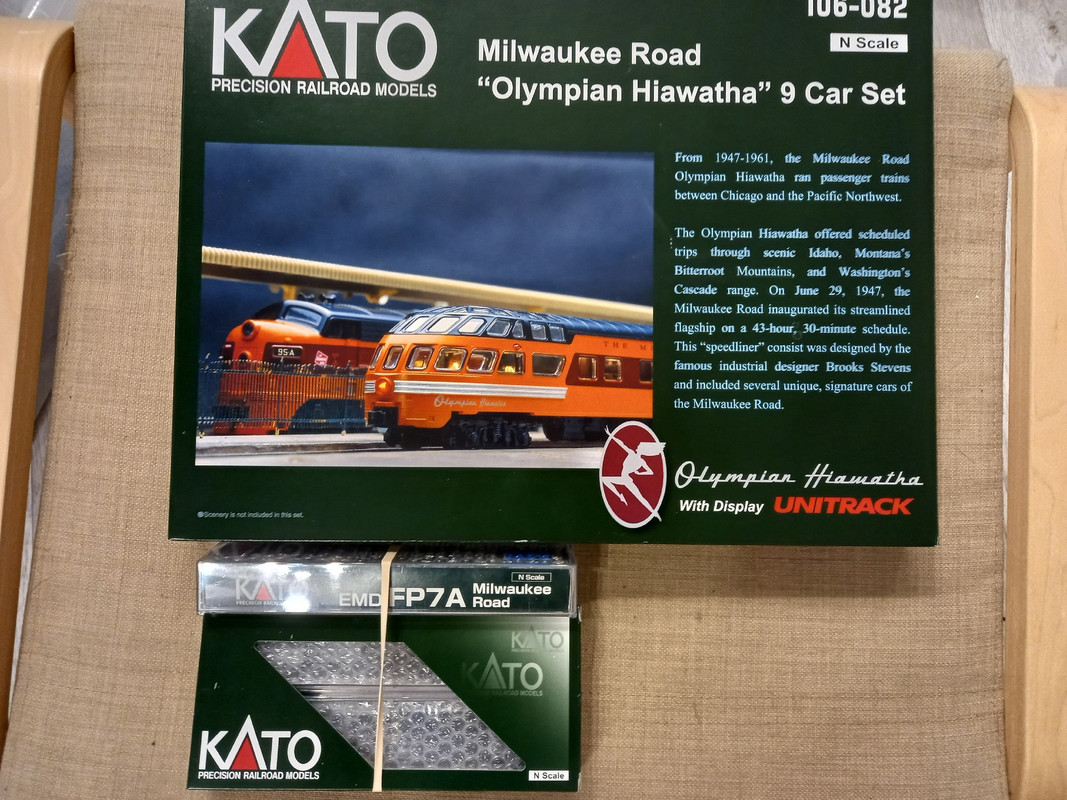 KATO
PRECISION RAILROAD MODELS
106-082
N Scale
Milwaukee Road
“Olympian Hiawatha” 9 Car Set
From 1947-1961, the Milwaukee Road
Olympian Hiawatha ran passenger trains
between Chicago and the Pacific Northwest.
The Olympian Hiawatha offered scheduled
trips through scenic Idaho, Montana's
Bitterroot Mountains, and Washington's
Cascade range. On June 29, 1947, the
Milwaukee Road inaugurated its streamlined
flagship on a 43-hour, 30-minute schedule.
This “speedliner” consist was designed by the
famous industrial designer Brooks Stevens
and included several unique, signature cars of
the Milwaukee Road.
95A
THE M
Olympian Hiawatha
Olympian Hiawatha
With Display UNITRACK
Scenery is not included in this set.
KATO
EMD FP7A Milwaukee
Road
N Scale
KATO
KATO
PRECISION RAILROAD MODELS
KATO
PRECISION RAILROAD MODELS
N Scale